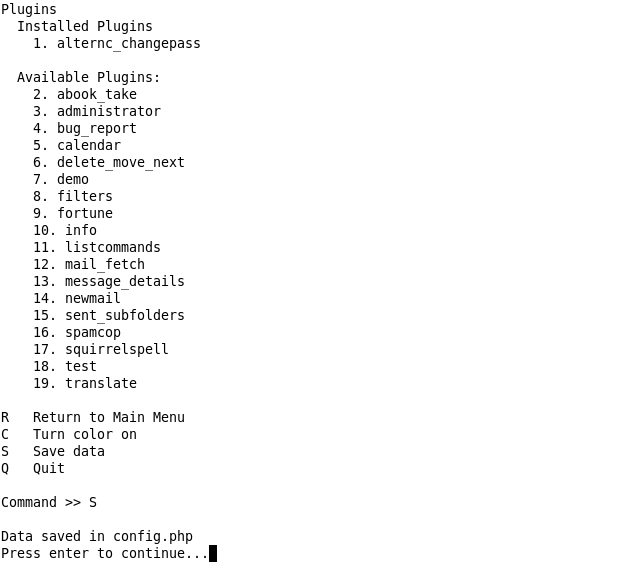 Plugins
Installed Plugins
1. alternc_changepass
Available Plugins:
2. abook_take
3. administrator
4. bug_report
5. calendar
6. delete_move_next
7. demo
8. filters
9. fortune
10. info
11. listcommands
12. mail_fetch
13. message_details
14. newmail
15. sent_subfolders
16. spamcop
17. squirrelspell
18. test
19. translate
R   Return to Main Menu
C   Turn color on
S   Save data
Q   Quit
Command >> S
Data saved in config.php
Press enter to continue...